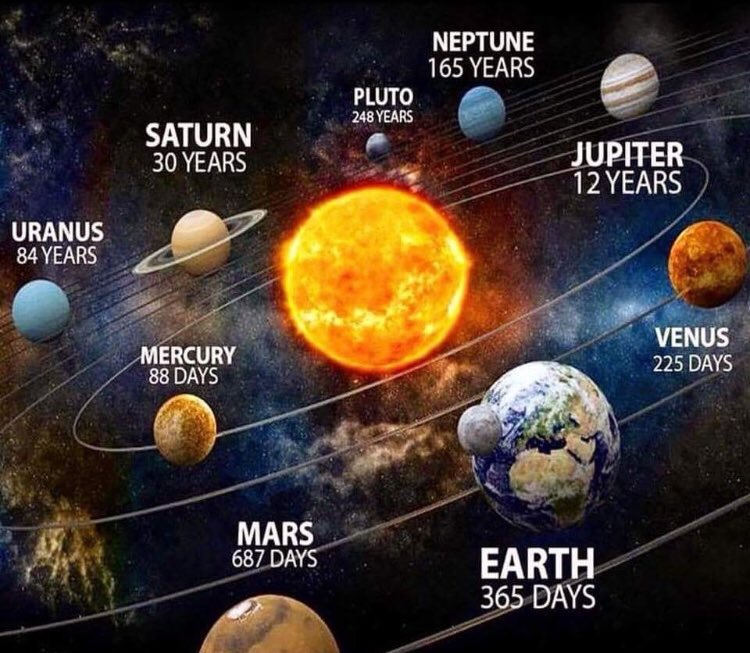 NEPTUNE
165 YEARS
PLUTO
248 YEARS
SATURN
30 YEARS
JUPITER
12 YEARS
URANUS
84 YEARS
MERCURY
88 DAYS
VENUS
225 DAYS
MARS
687 DAYS
EARTH
365 DAYS